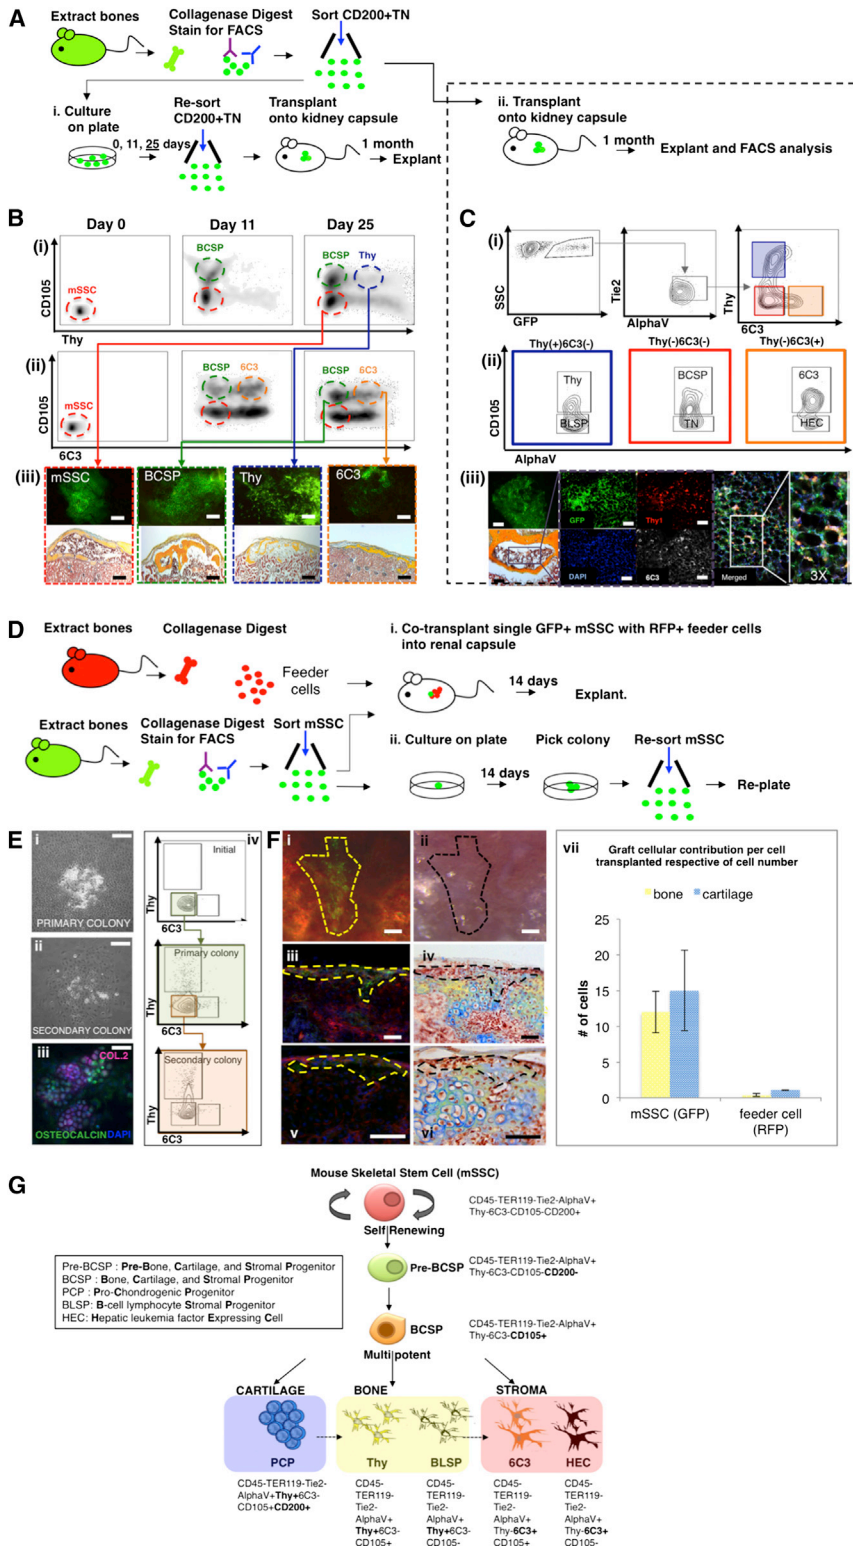 A
Extract bones
Collagenase Digest
Stain for FACS
Sort CD200+TN
i. Culture
on plate
0, 11, 25 days
Re-sort
CD200+TN
Transplant
onto kidney capsule
1 month
Explant
ii. Transplant
onto kidney capsule
1 month
Explant and FACS analysis
B
Day 0
Day 11
Day 25
(i)
CD105
mSSC
BCSP
BCSP
Thy
Thy
(ii)
CD105
mSSC
BCSP
6C3
BCSP
6C3
6C3
(iii)
mSSC
BCSP
Thy
6C3
C
(i)
SSC
GFP
Tie2
AlphaV
Thy
6C3
(ii)
Thy(+)6C3(-)
Thy(-)6C3(-)
Thy(-)6C3(+)
CD105
Thy
BLSP
BCSP
TN
6C3
HEC
AlphaV
(iii)
GFP
Thy1
DAPI
6C3
Merged
3X
D
Extract bones
Collagenase Digest
Feeder
cells
i. Co-transplant single GFP+ mSSC with RFP+ feeder cells
into renal capsule
14 days
Explant.
Extract bones
Collagenase Digest
Stain for FACS
Sort mSSC
ii. Culture on plate
14 days
Pick colony
Re-sort mSSC
Re-plate
E
i
PRIMARY COLONY
ii
SECONDARY COLONY
iii
COL.2
OSTEOCALCIN DAPI
iv
Initial
Thy
6C3
Primary colony
Thy
6C3
Secondary colony
Thy
6C3
F
i
ii
iii
iv
v
vi
vii
Graft cellular contribution per cell
transplanted respective of cell number
bone
cartilage
# of cells
25
20
15
10
5
0
mSSC (GFP)
feeder cell
(RFP)
G
Mouse Skeletal Stem Cell (mSSC)
CD45-TER119-Tie2-AlphaV+
Thy-6C3-CD105-CD200+
Self Renewing
Pre-BCSP : Pre-Bone, Cartilage, and Stromal Progenitor
BCSP : Bone, Cartilage, and Stromal Progenitor
PCP : Pro-Chondrogenic Progenitor
BLSP: B-cell lymphocyte Stromal Progenitor
HEC: Hepatic leukemia factor Expressing Cell
Pre-BCSP
CD45-TER119-Tie2-AlphaV+
Thy-6C3-CD105-CD200-
BCSP
CD45-TER119-Tie2-AlphaV+
Thy-6C3-CD105+
Multipotent
CARTILAGE
BONE
STROMA
PCP
Thy
BLSP
6C3
HEC
CD45-TER119-Tie2-
AlphaV+Thy+6C3-
CD105+CD200+
CD45-
TER119-
Tie2-
AlphaV+
Thy+6C3-
CD105+
CD45-
TER119-
Tie2-
AlphaV+
Thy+6C3-
CD105-
CD45-
TER119-
Tie2-
AlphaV+
Thy-6C3+
CD105+
CD45-
TER119-
Tie2-
AlphaV+
Thy-6C3+
CD105-